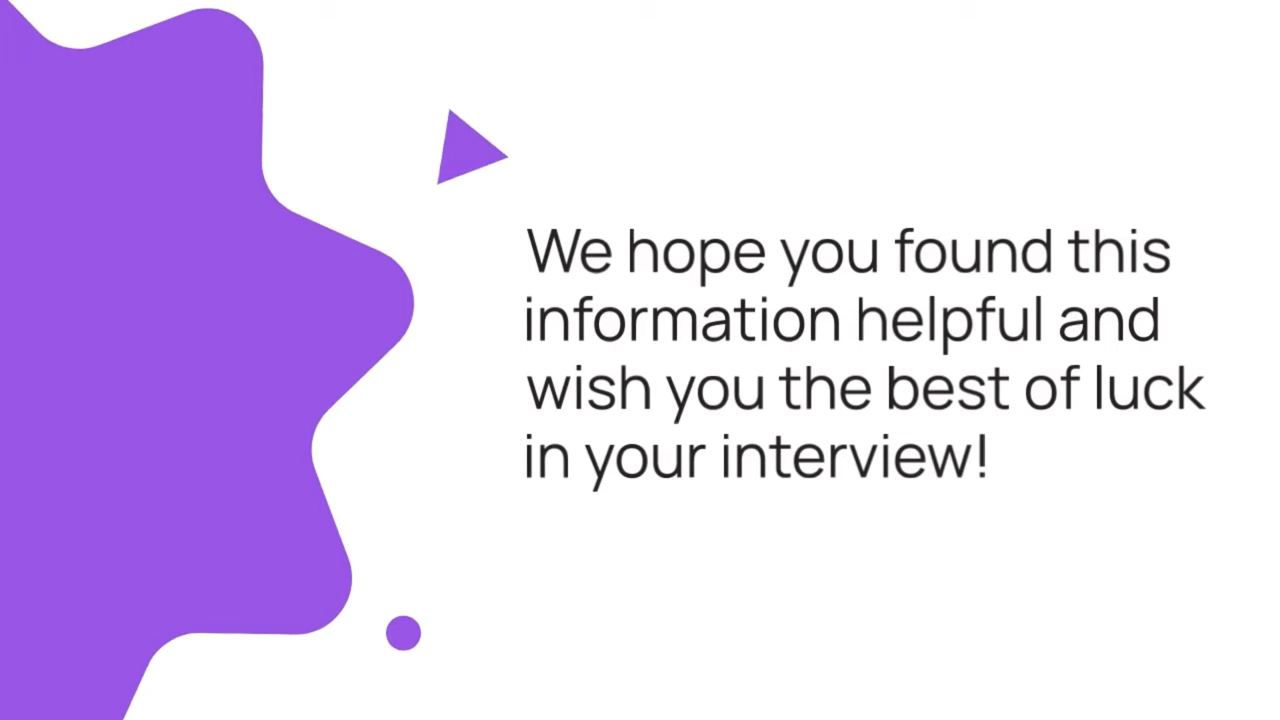 We hope you found this
information helpful and
wish you the best of luck
in your interview!